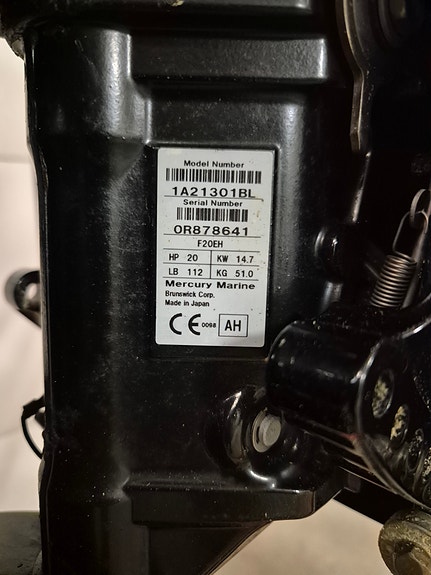 Model Number
1A21301BL
Serial Number
0R878641
F20EH
HP 20 KW 14.7
LB 112 KG 51.0
Mercury Marine
Brunswick Corp.
Made in Japan
CE 0098 AH